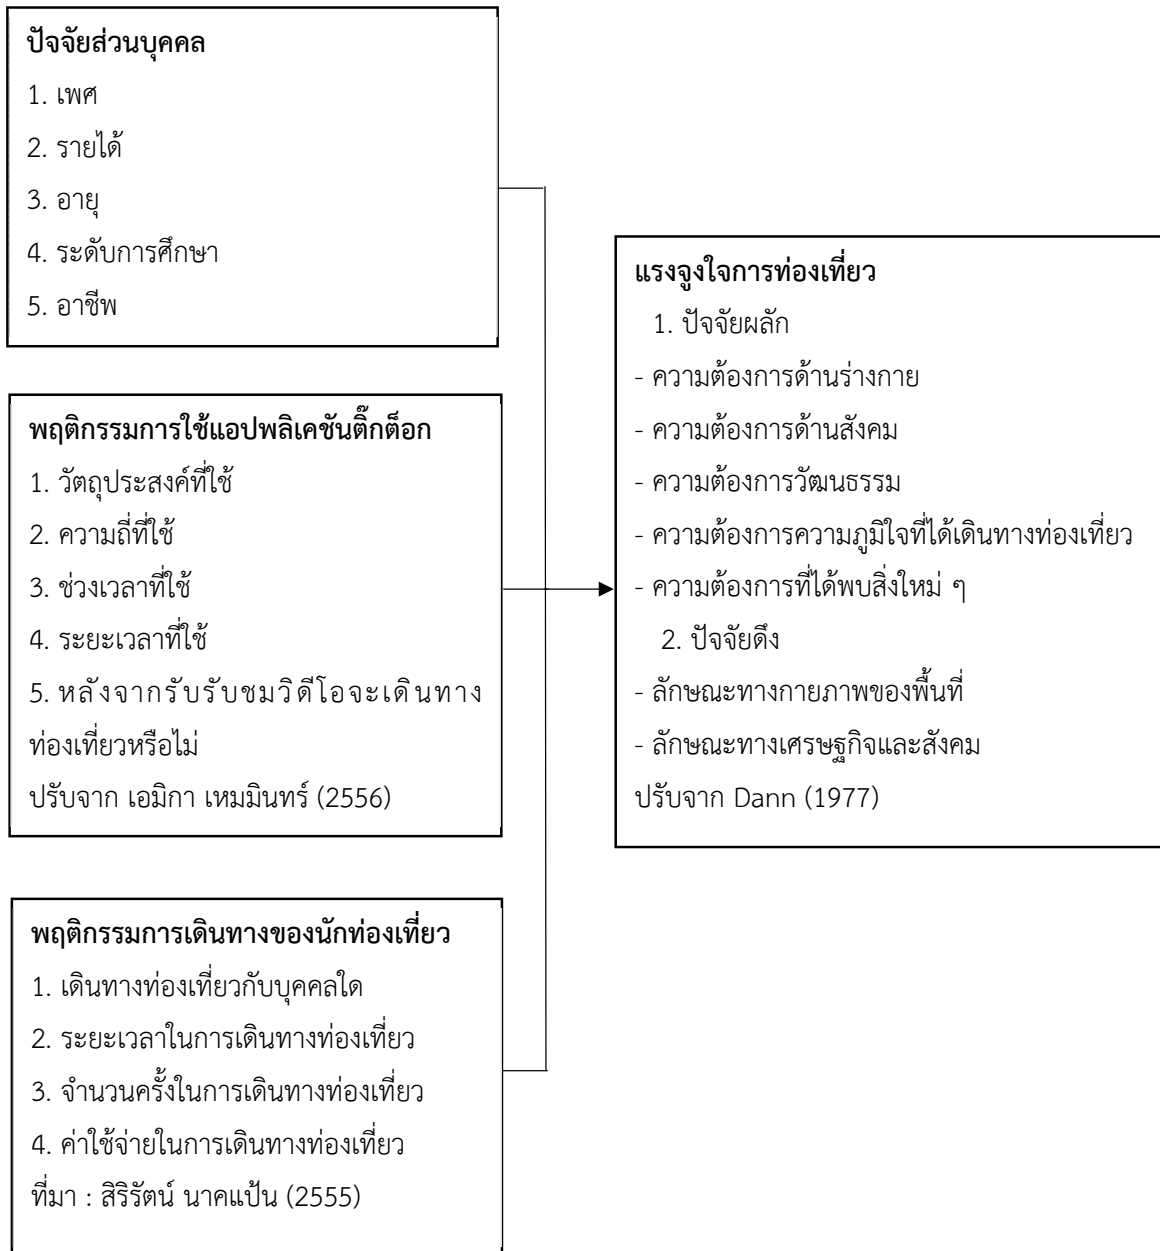 ปัจจัยส่วนบุคคล
1. เพศ
2. รายได้
3. อายุ
4. ระดับการศึกษา
5. อาชีพ
พฤติกรรมการใช้แอปพลิเคชันติ๊กต็อก
1. วัตถุประสงค์ที่ใช้
2. ความถี่ที่ใช้
3. ช่วงเวลาที่ใช้
4. ระยะเวลาที่ใช้
5. หลังจากรับรับชมวิดีโอจะเดินทาง
ท่องเที่ยวหรือไม่
ปรับจาก เอมิกา เหมมินทร์ (2556)
พฤติกรรมการเดินทางของนักท่องเที่ยว
1. เดินทางท่องเที่ยวกับบุคคลใด
2. ระยะเวลาในการเดินทางท่องเที่ยว
3. จำนวนครั้งในการเดินทางท่องเที่ยว
4. ค่าใช้จ่ายในการเดินทางท่องเที่ยว
ที่มา : สิริรัตน์ นาคแป้น (2555)
แรงจูงใจการท่องเที่ยว
1. ปัจจัยผลัก
- ความต้องการด้านร่างกาย
- ความต้องการด้านสังคม
- ความต้องการวัฒนธรรม
- ความต้องการความภูมิใจที่ได้เดินทางท่องเที่ยว
- ความต้องการที่ได้พบสิ่งใหม่ ๆ
2. ปัจจัยดึง
- ลักษณะทางกายภาพของพื้นที่
- ลักษณะทางเศรษฐกิจและสังคม
ปรับจาก Dann (1977)